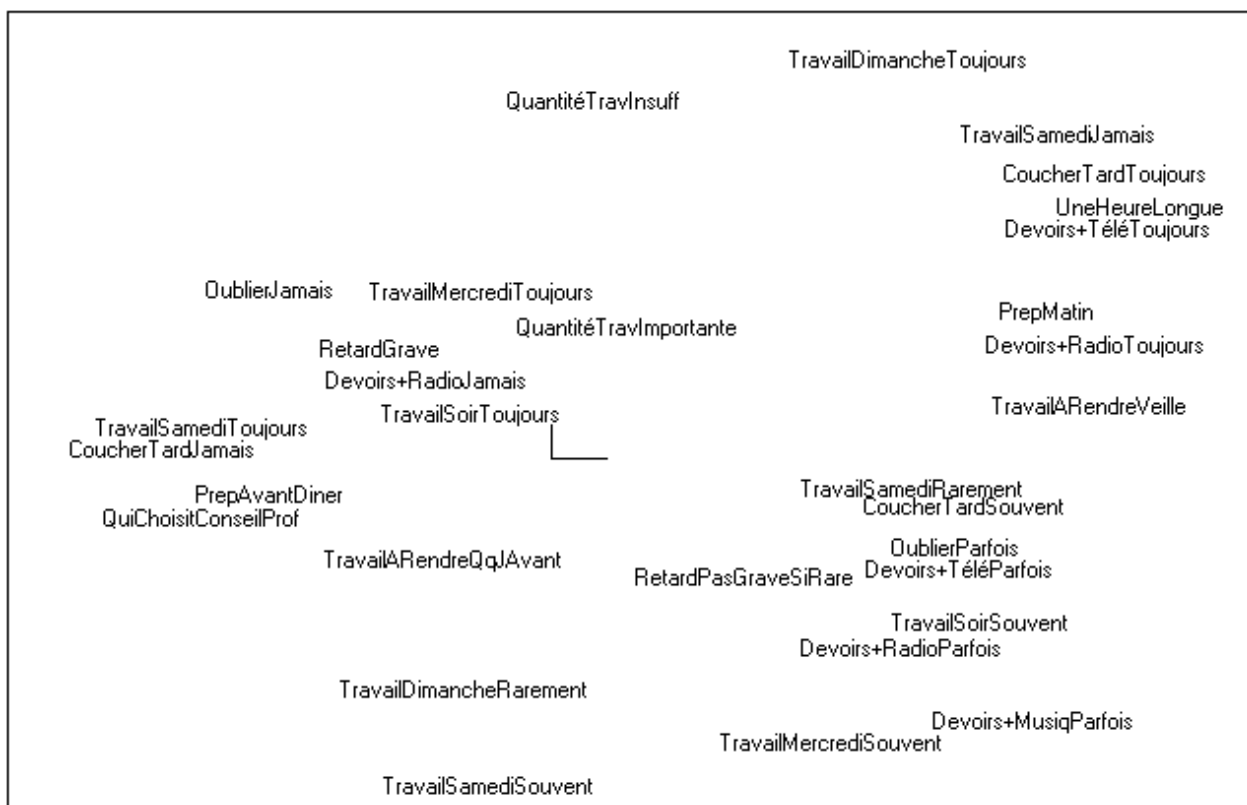 TravailDimancheToujours
QuantitéTravInsuff
TravailSamediJamais
CoucherTardToujours
UneHeureLongue
Devoirs+TéléToujours
OublierJamais
TravailMercrediToujours
PrepMatin
QuantitéTravImportante
Devoirs+RadioToujours
RetardGrave
Devoirs+RadioJamais
TravailARendreVeille
TravailSoirToujours
TravailSamediToujours
CoucherTardJamais
TravailSamediRarement
PrepAvantDiner
CoucherTardSouvent
QuiChoisitConseilProf
OublierParfois
TravailARendreQqJAvant
Devoirs+TéléParfois
RetardPasGraveSiRare
TravailSoirSouvent
Devoirs+RadioParfois
TravailDimancheRarement
Devoirs+MusiqParfois
TravailMercrediSouvent
TravailSamediSouvent